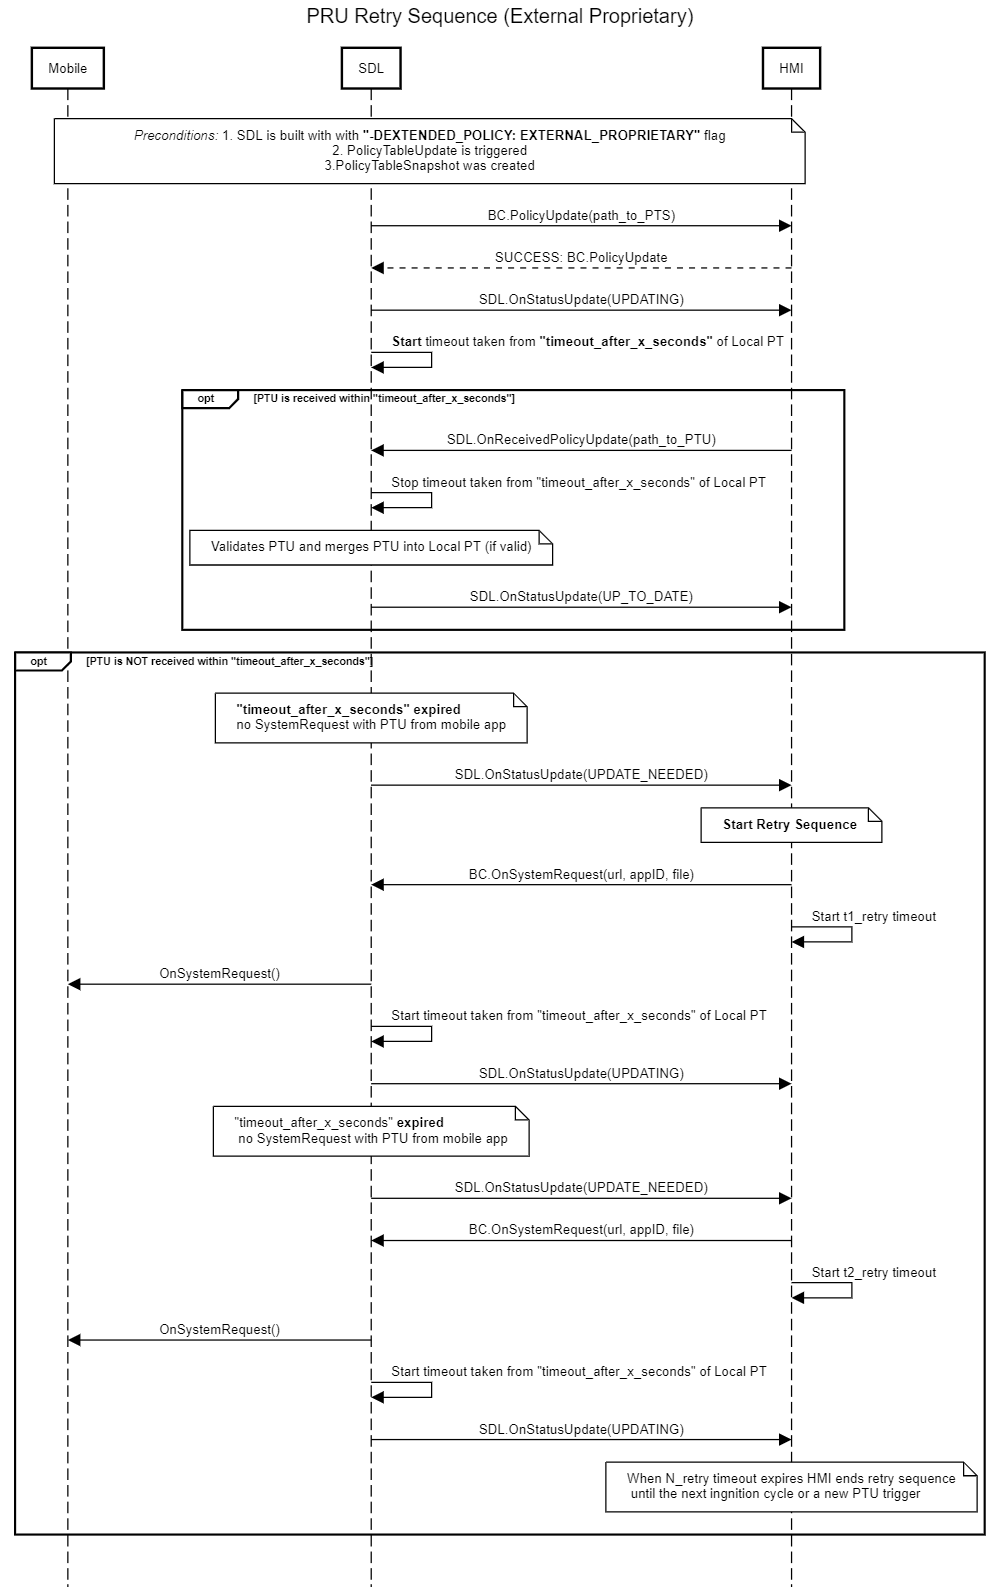 PRU Retry Sequence (External Proprietary)
Mobile
SDL
HMI
Preconditions: 1. SDL is built with with "-DEXTENDED_POLICY: EXTERNAL_PROPRIETARY" flag
2. PolicyTableUpdate is triggered
3.PolicyTableSnapshot was created
BC.PolicyUpdate(path_to_PTS)
SUCCESS: BC.PolicyUpdate
SDL.OnStatusUpdate(UPDATING)
Start timeout taken from "timeout_after_x_seconds" of Local PT
opt
[PTU is received within "timeout_after_x_seconds"]
SDL.OnReceivedPolicyUpdate(path_to_PTU)
Stop timeout taken from "timeout_after_x_seconds" of Local PT
Validates PTU and merges PTU into Local PT (if valid)
SDL.OnStatusUpdate(UP_TO_DATE)
opt
[PTU is NOT received within "timeout_after_x_seconds"]
"timeout_after_x_seconds" expired
no SystemRequest with PTU from mobile app
SDL.OnStatusUpdate(UPDATE_NEEDED)
Start Retry Sequence
BC.OnSystemRequest(url, appID, file)
Start t1_retry timeout
OnSystemRequest()
Start timeout taken from "timeout_after_x_seconds" of Local PT
SDL.OnStatusUpdate(UPDATING)
"timeout_after_x_seconds" expired
no SystemRequest with PTU from mobile app
SDL.OnStatusUpdate(UPDATE_NEEDED)
BC.OnSystemRequest(url, appID, file)
Start t2_retry timeout
OnSystemRequest()
Start timeout taken from "timeout_after_x_seconds" of Local PT
SDL.OnStatusUpdate(UPDATING)
When N_retry timeout expires HMI ends retry sequence
until the next ingnition cycle or a new PTU trigger